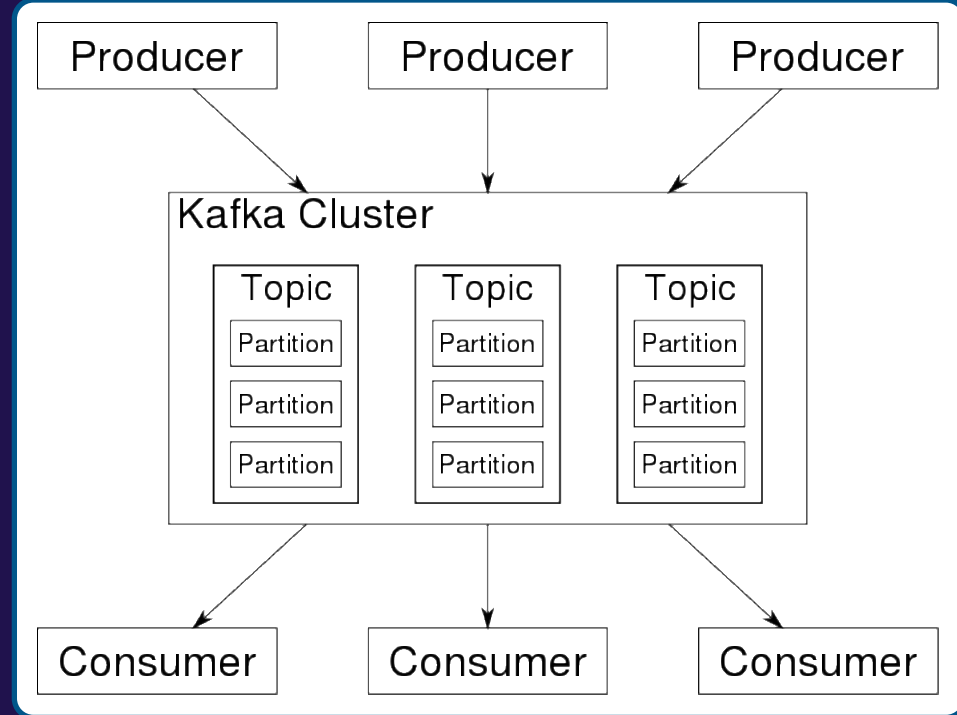 Producer Producer Producer
Kafka Cluster
Topic Topic Topic
Partition Partition Partition
Partition Partition Partition
Partition Partition Partition
Consumer Consumer Consumer